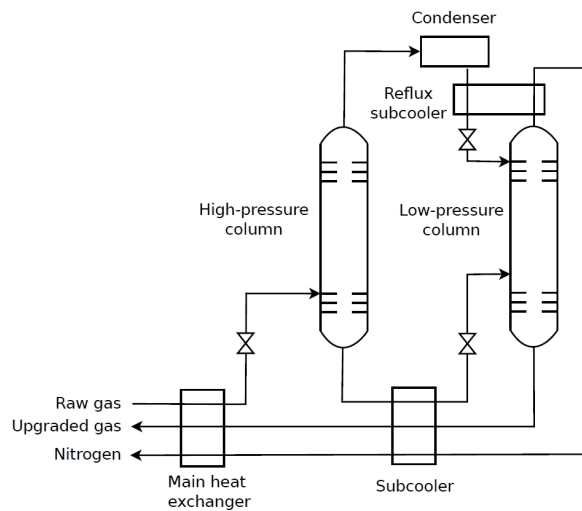 Condenser
Reflux
subcooler
High-pressure
column
Low-pressure
column
Raw gas
Upgraded gas
Nitrogen
Main heat
exchanger
Subcooler